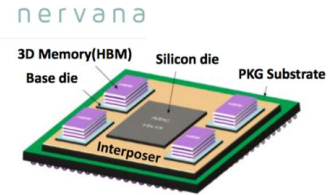 nervana
3D Memory(HBM)
Silicon die
Base die
PKG Substrate
Interposer